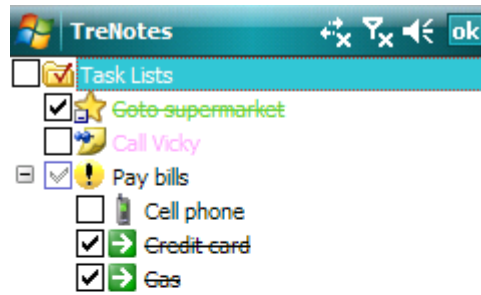 TreNotes
ok
Task Lists
Goto supermarket
Call Vicky
Pay bills
Cell phone
Credit card
Gas